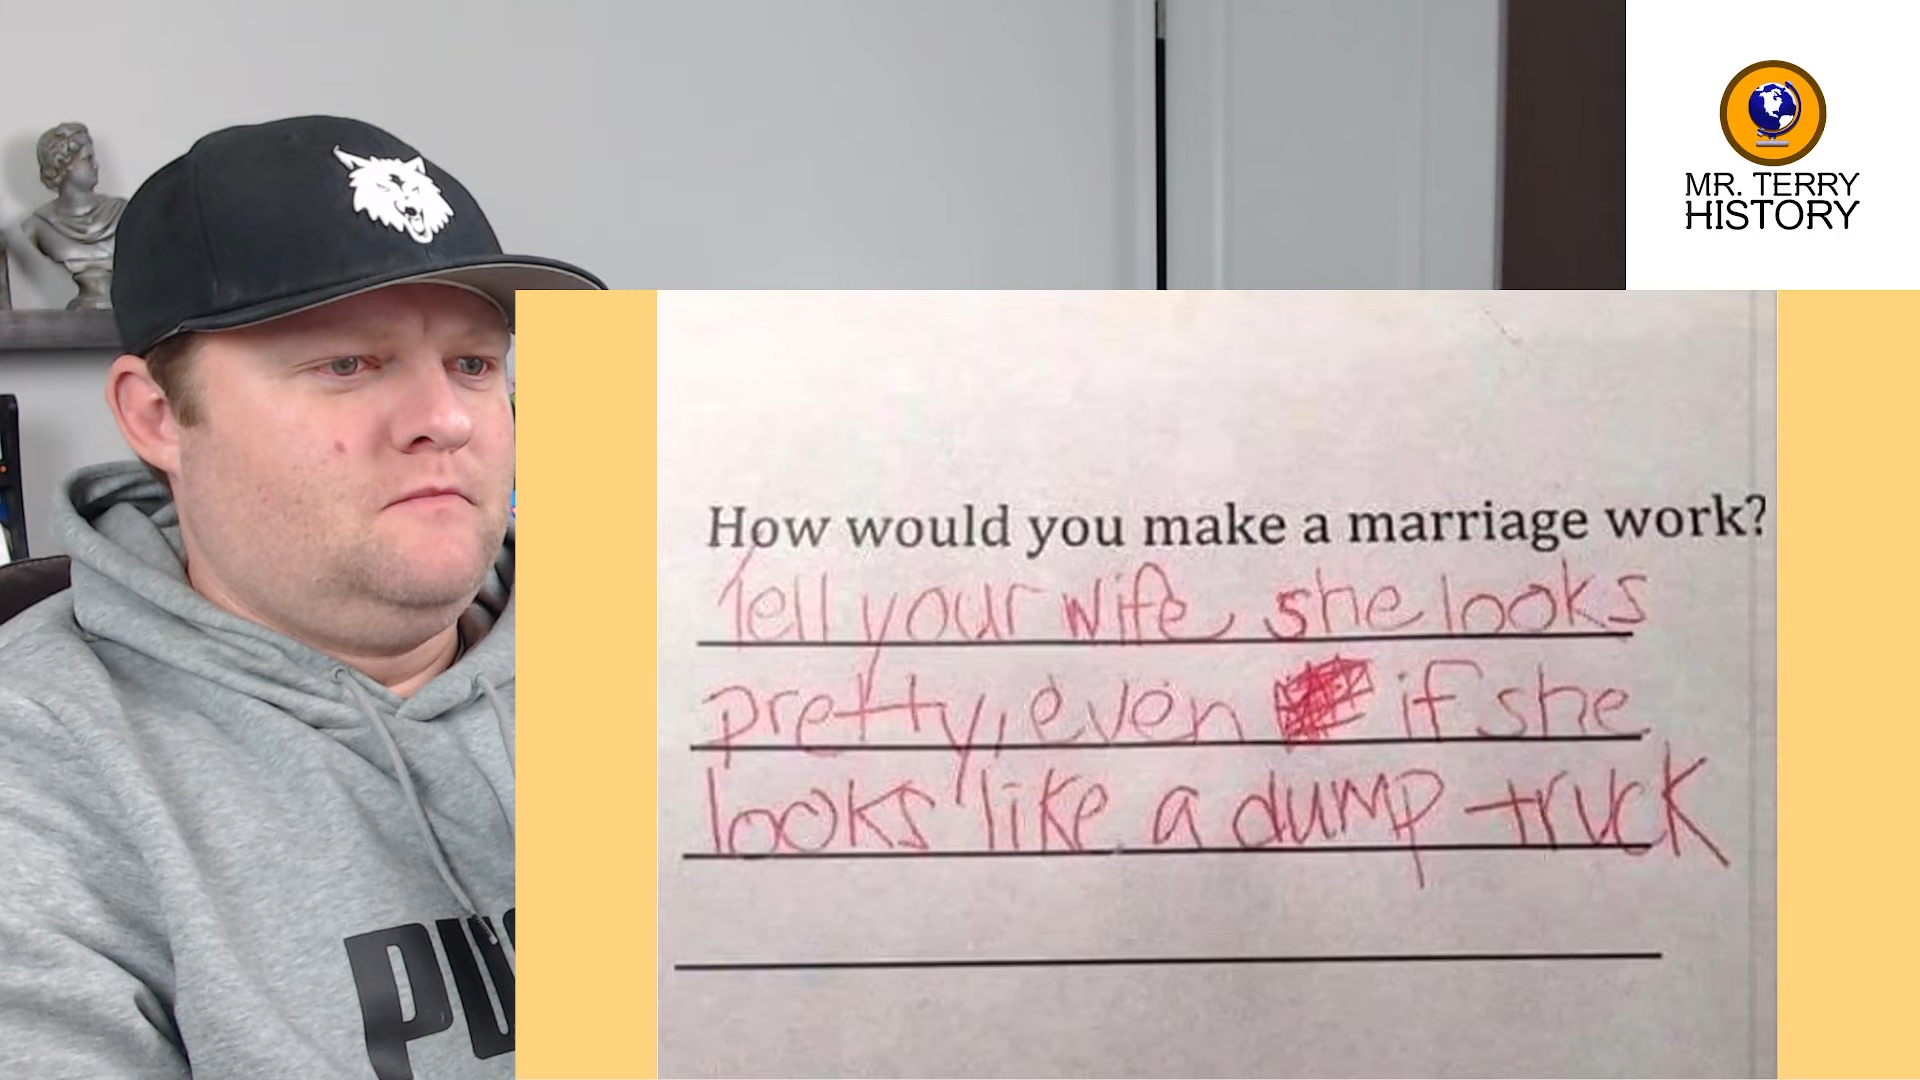 MR. TERRY
HISTORY
How would you make a marriage work?
Tell your wife she looks
pretty, even if she
looks like a dump truck
PU